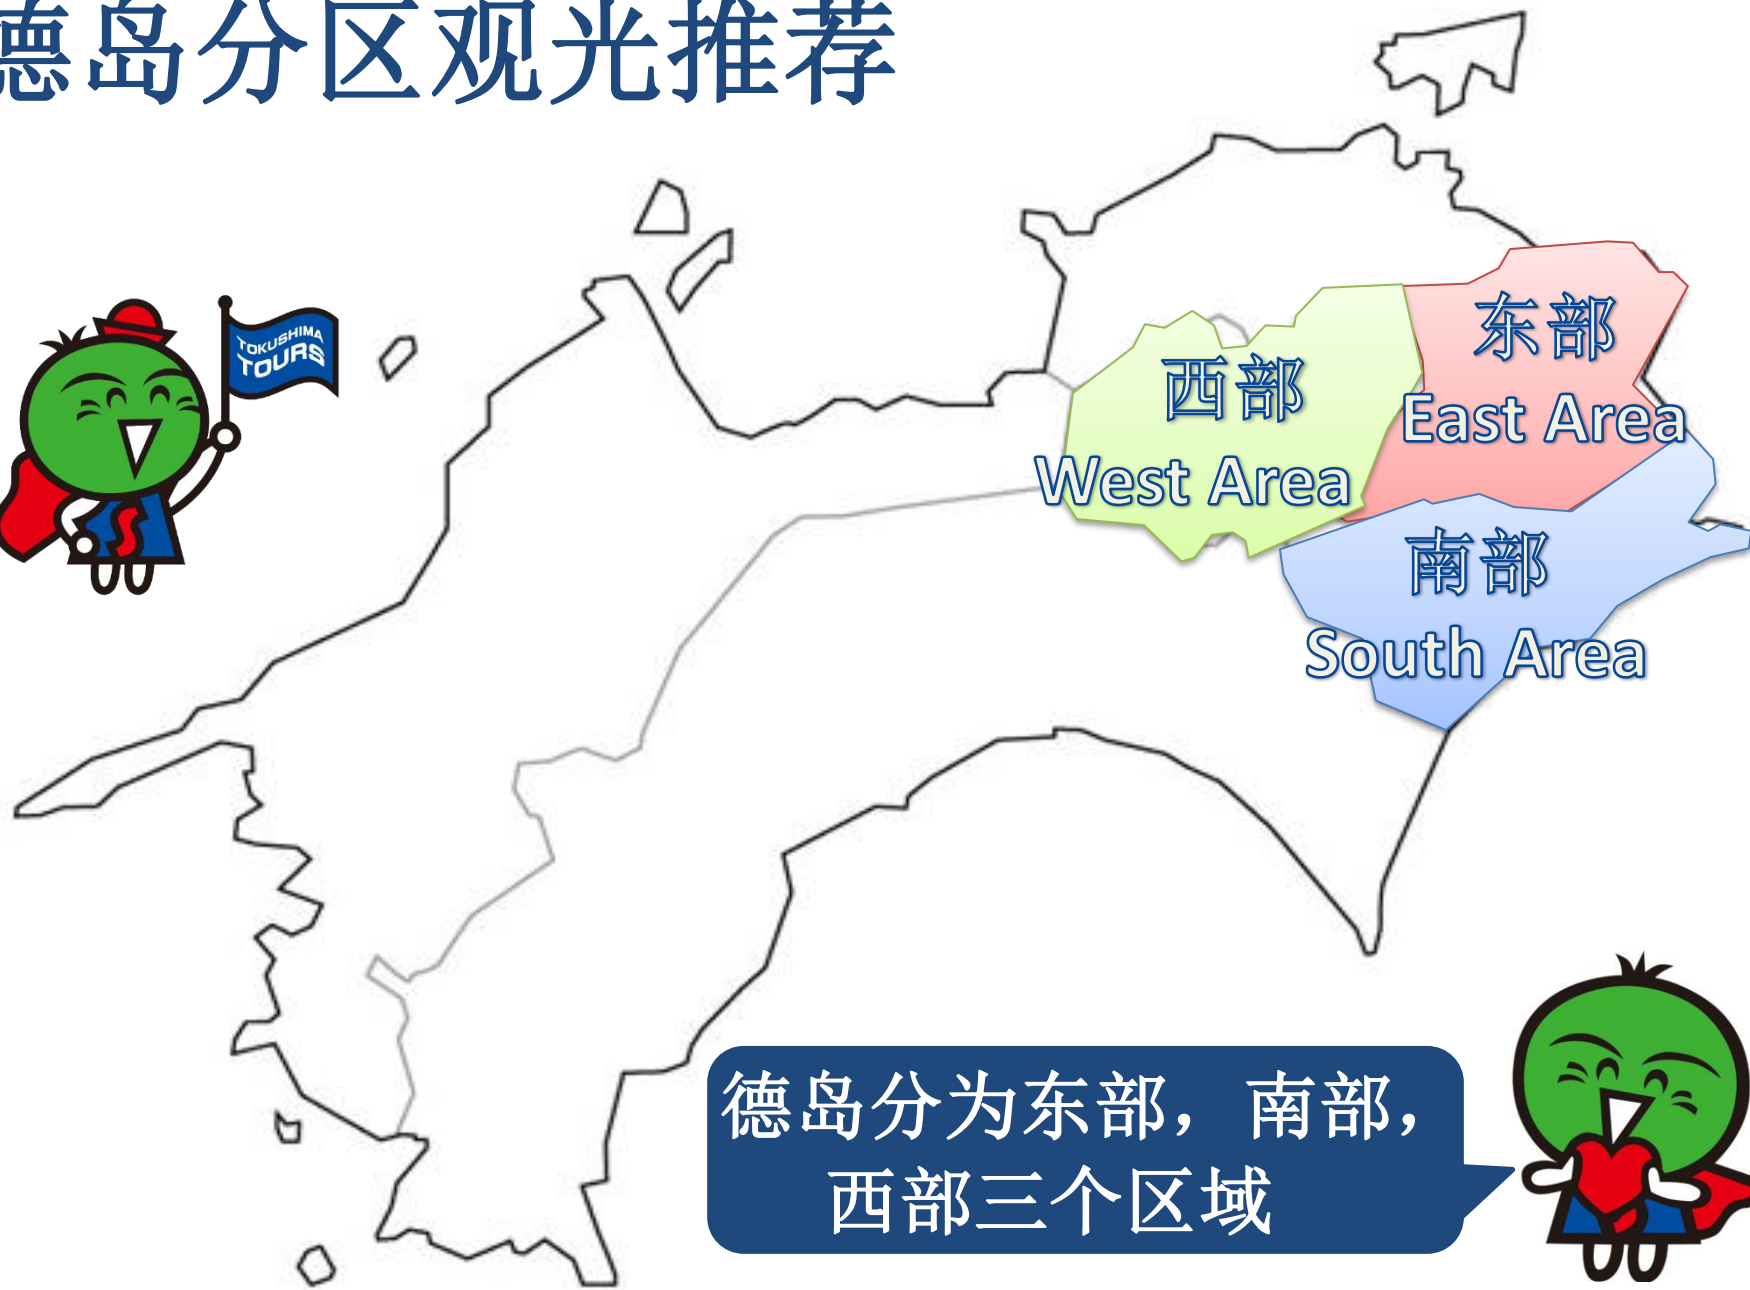 德岛分区观光推荐
TOKUSHIMA
TOURS
东部
East Area
西部
West Area
南部
South Area
德岛分为东部，南部，
西部三个区域